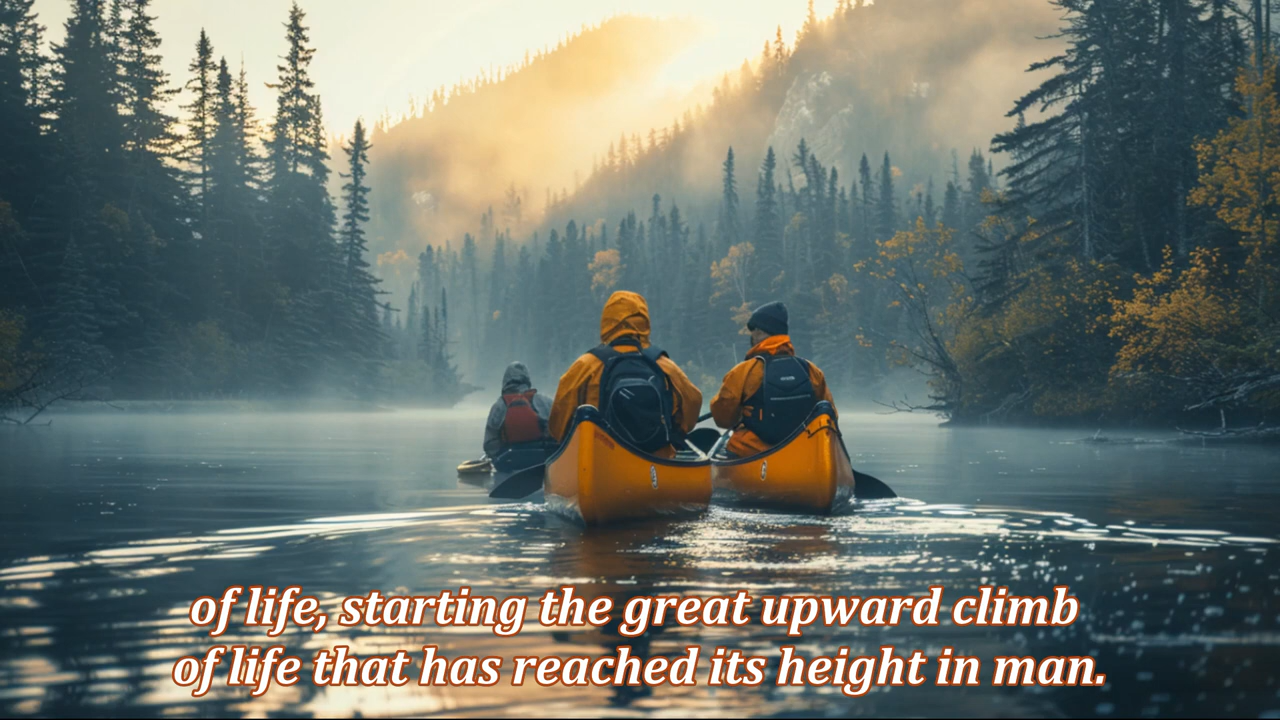 of life, starting the great upward climb
of life that has reached its height in man.